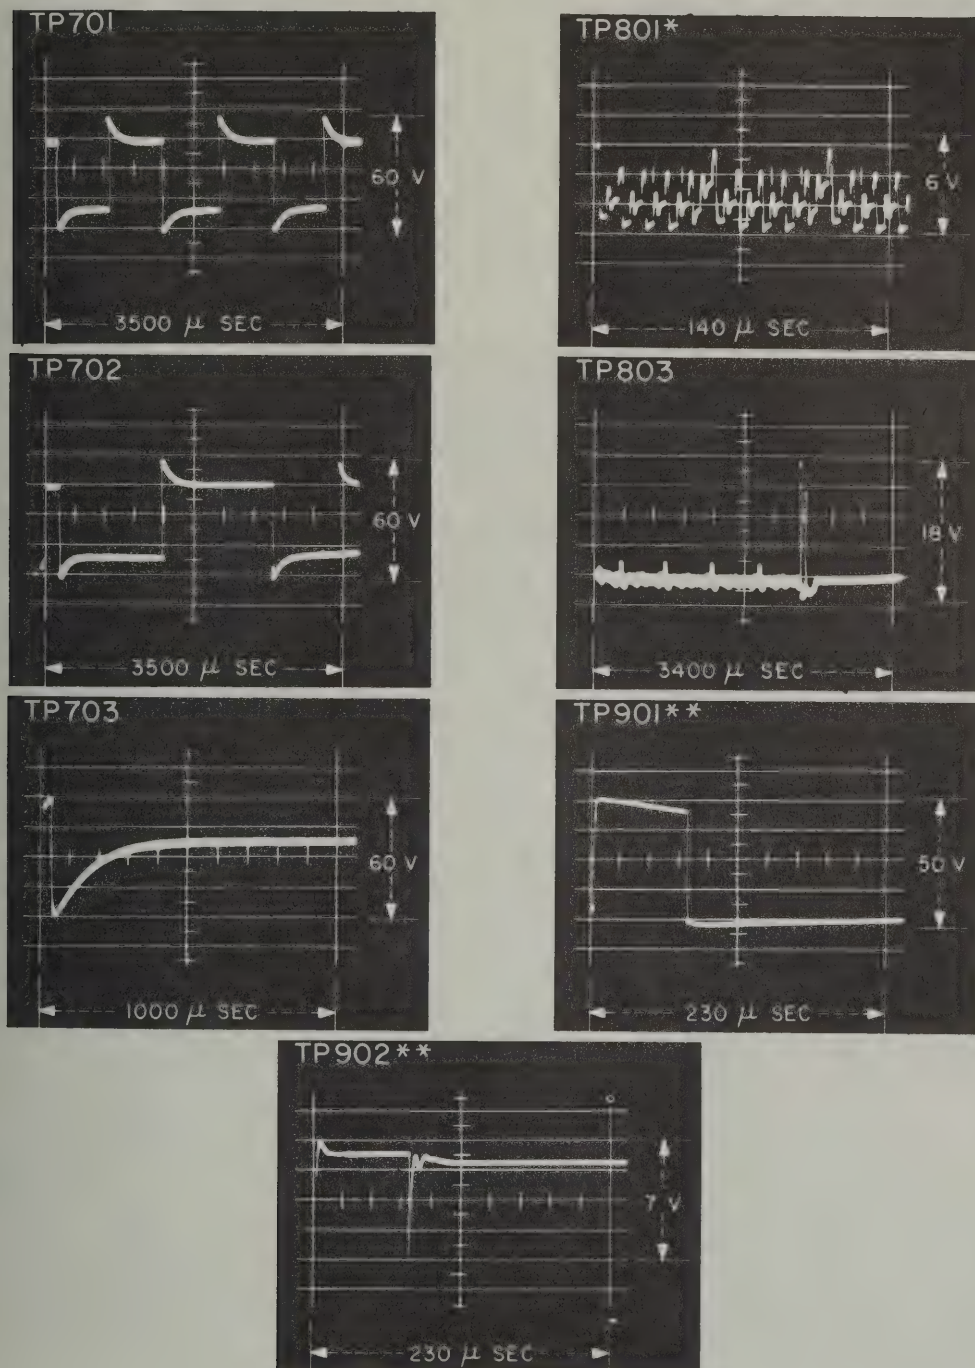 TP701
60 V
3500 μ SEC
TP801*
6 V
140 μ SEC
TP702
60 V
3500 μ SEC
TP803
18 V
3400 μ SEC
TP703
60 V
1000 μ SEC
TP901**
50 V
230 μ SEC
TP902**
7 V
230 μ SEC